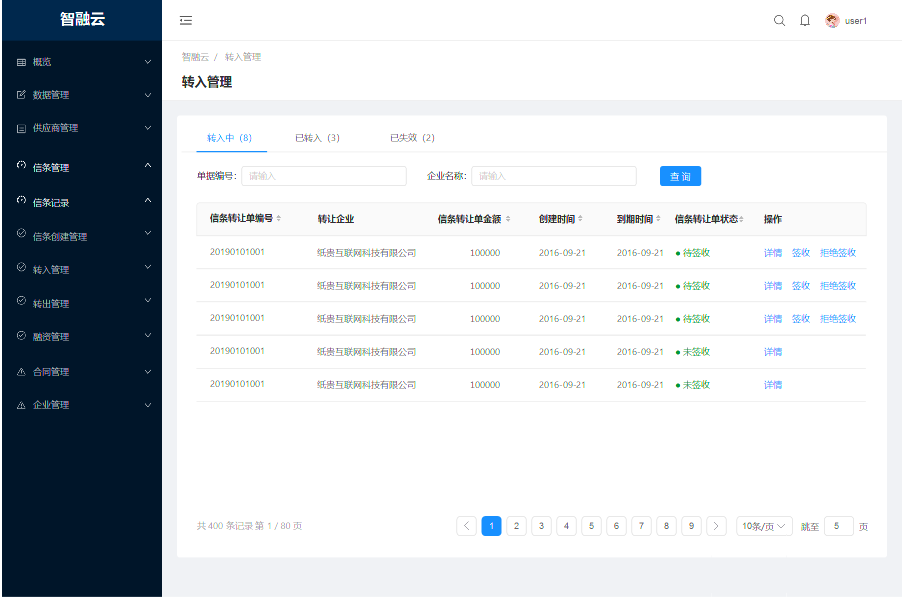 智融云
user1
概览
数据管理
供应商管理
信条管理
信条记录
信条创建管理
转入管理
转出管理
融资管理
合同管理
企业管理
智融云 / 转入管理
转入管理
转入中（8） 已转入（3） 已失效（2）
单据编号： 请输入 企业名称： 请输入 查 询
信条转让单编号 转让企业 信条转让单金额 创建时间 到期时间 信条转让单状态 操作
20190101001 纸贵互联网科技有限公司 100000 2016-09-21 2016-09-21 待签收 详情 签收 拒绝签收
20190101001 纸贵互联网科技有限公司 100000 2016-09-21 2016-09-21 待签收 详情 签收 拒绝签收
20190101001 纸贵互联网科技有限公司 100000 2016-09-21 2016-09-21 待签收 详情 签收 拒绝签收
20190101001 纸贵互联网科技有限公司 100000 2016-09-21 2016-09-21 未签收 详情
20190101001 纸贵互联网科技有限公司 100000 2016-09-21 2016-09-21 未签收 详情
共 400 条记录 第 1 / 80 页 1 2 3 4 5 6 7 8 9 10条/页 跳至 5 页